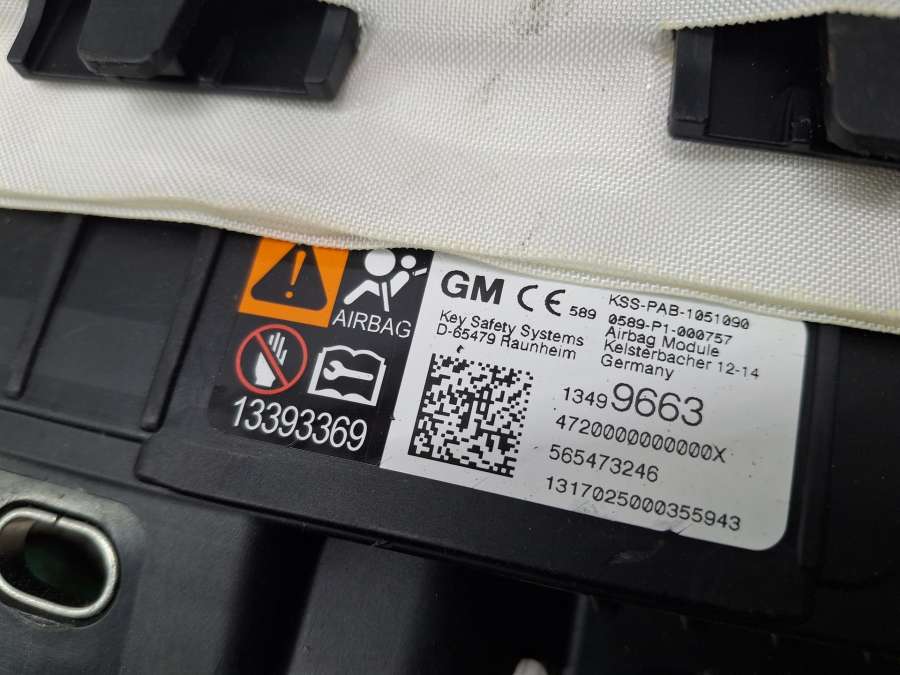 AIRBAG
13393369
GM CE 589
Key Safety Systems
D-65479 Raunheim
KSS-PAB-1051090
0589-P1-000757
Airbag Module
Kelsterbacher 12-14
Germany
1349 9663
4720000000000X
565473246
1317025000355943